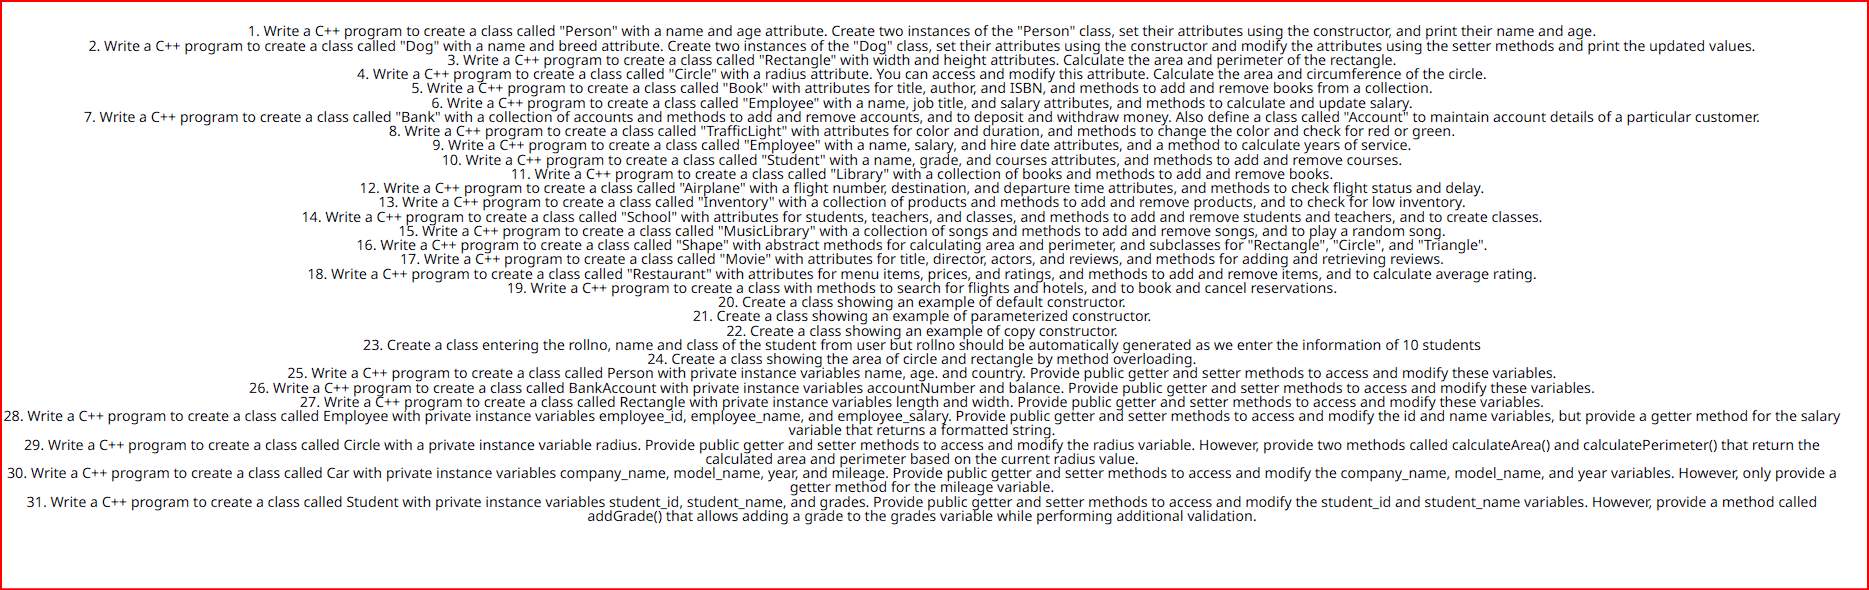 1. Write a C++ program to create a class called "Person" with a name and age attribute. Create two instances of the "Person" class, set their attributes using the constructor, and print their name and age.
2. Write a C++ program to create a class called "Dog" with a name and breed attribute. Create two instances of the "Dog" class, set their attributes using the constructor and modify the attributes using the setter methods and print the updated values.
3. Write a C++ program to create a class called "Rectangle" with width and height attributes. Calculate the area and perimeter of the rectangle.
4. Write a C++ program to create a class called "Circle" with a radius attribute. You can access and modify this attribute. Calculate the area and circumference of the circle.
5. Write a C++ program to create a class called "Book" with attributes for title, author, and ISBN, and methods to add and remove books from a collection.
6. Write a C++ program to create a class called "Employee" with a name, job title, and salary attributes, and methods to calculate and update salary.
7. Write a C++ program to create a class called "Bank" with a collection of accounts and methods to add and remove accounts, and to deposit and withdraw money. Also define a class called "Account" to maintain account details of a particular customer.
8. Write a C++ program to create a class called "TrafficLight" with attributes for color and duration, and methods to change the color and check for red or green.
9. Write a C++ program to create a class called "Employee" with a name, salary, and hire date attributes, and a method to calculate years of service.
10. Write a C++ program to create a class called "Student" with a name, grade, and courses attributes, and methods to add and remove courses.
11. Write a C++ program to create a class called "Library" with a collection of books and methods to add and remove books.
12. Write a C++ program to create a class called "Airplane" with a flight number, destination, and departure time attributes, and methods to check flight status and delay.
13. Write a C++ program to create a class called "Inventory" with a collection of products and methods to add and remove products, and to check for low inventory.
14. Write a C++ program to create a class called "School" with attributes for students, teachers, and classes, and methods to add and remove students and teachers, and to create classes.
15. Write a C++ program to create a class called "MusicLibrary" with a collection of songs and methods to add and remove songs, and to play a random song.
16. Write a C++ program to create a class called "Shape" with abstract methods for calculating area and perimeter, and subclasses for "Rectangle", "Circle", and "Triangle".
17. Write a C++ program to create a class called "Movie" with attributes for title, director, actors, and reviews, and methods for adding and retrieving reviews.
18. Write a C++ program to create a class called "Restaurant" with attributes for menu items, prices, and ratings, and methods to add and remove items, and to calculate average rating.
19. Write a C++ program to create a class with methods to search for flights and hotels, and to book and cancel reservations.
20. Create a class showing an example of default constructor.
21. Create a class showing an example of parameterized constructor.
22. Create a class showing an example of copy constructor.
23. Create a class entering the rollno, name and class of the student from user but rollno should be automatically generated as we enter the information of 10 students
24. Create a class showing the area of circle and rectangle by method overloading.
25. Write a C++ program to create a class called Person with private instance variables name, age. and country. Provide public getter and setter methods to access and modify these variables.
26. Write a C++ program to create a class called BankAccount with private instance variables accountNumber and balance. Provide public getter and setter methods to access and modify these variables.
27. Write a C++ program to create a class called Rectangle with private instance variables length and width. Provide public getter and setter methods to access and modify these variables.
28. Write a C++ program to create a class called Employee with private instance variables employee_id, employee_name, and employee_salary. Provide public getter and setter methods to access and modify the id and name variables, but provide a getter method for the salary
variable that returns a formatted string.
29. Write a C++ program to create a class called Circle with a private instance variable radius. Provide public getter and setter methods to access and modify the radius variable. However, provide two methods called calculateArea() and calculatePerimeter() that return the
calculated area and perimeter based on the current radius value.
30. Write a C++ program to create a class called Car with private instance variables company_name, model_name, year, and mileage. Provide public getter and setter methods to access and modify the company_name, model_name, and year variables. However, only provide a
getter method for the mileage variable.
31. Write a C++ program to create a class called Student with private instance variables student_id, student_name, and grades. Provide public getter and setter methods to access and modify the student_id and student_name variables. However, provide a method called
addGrade() that allows adding a grade to the grades variable while performing additional validation.